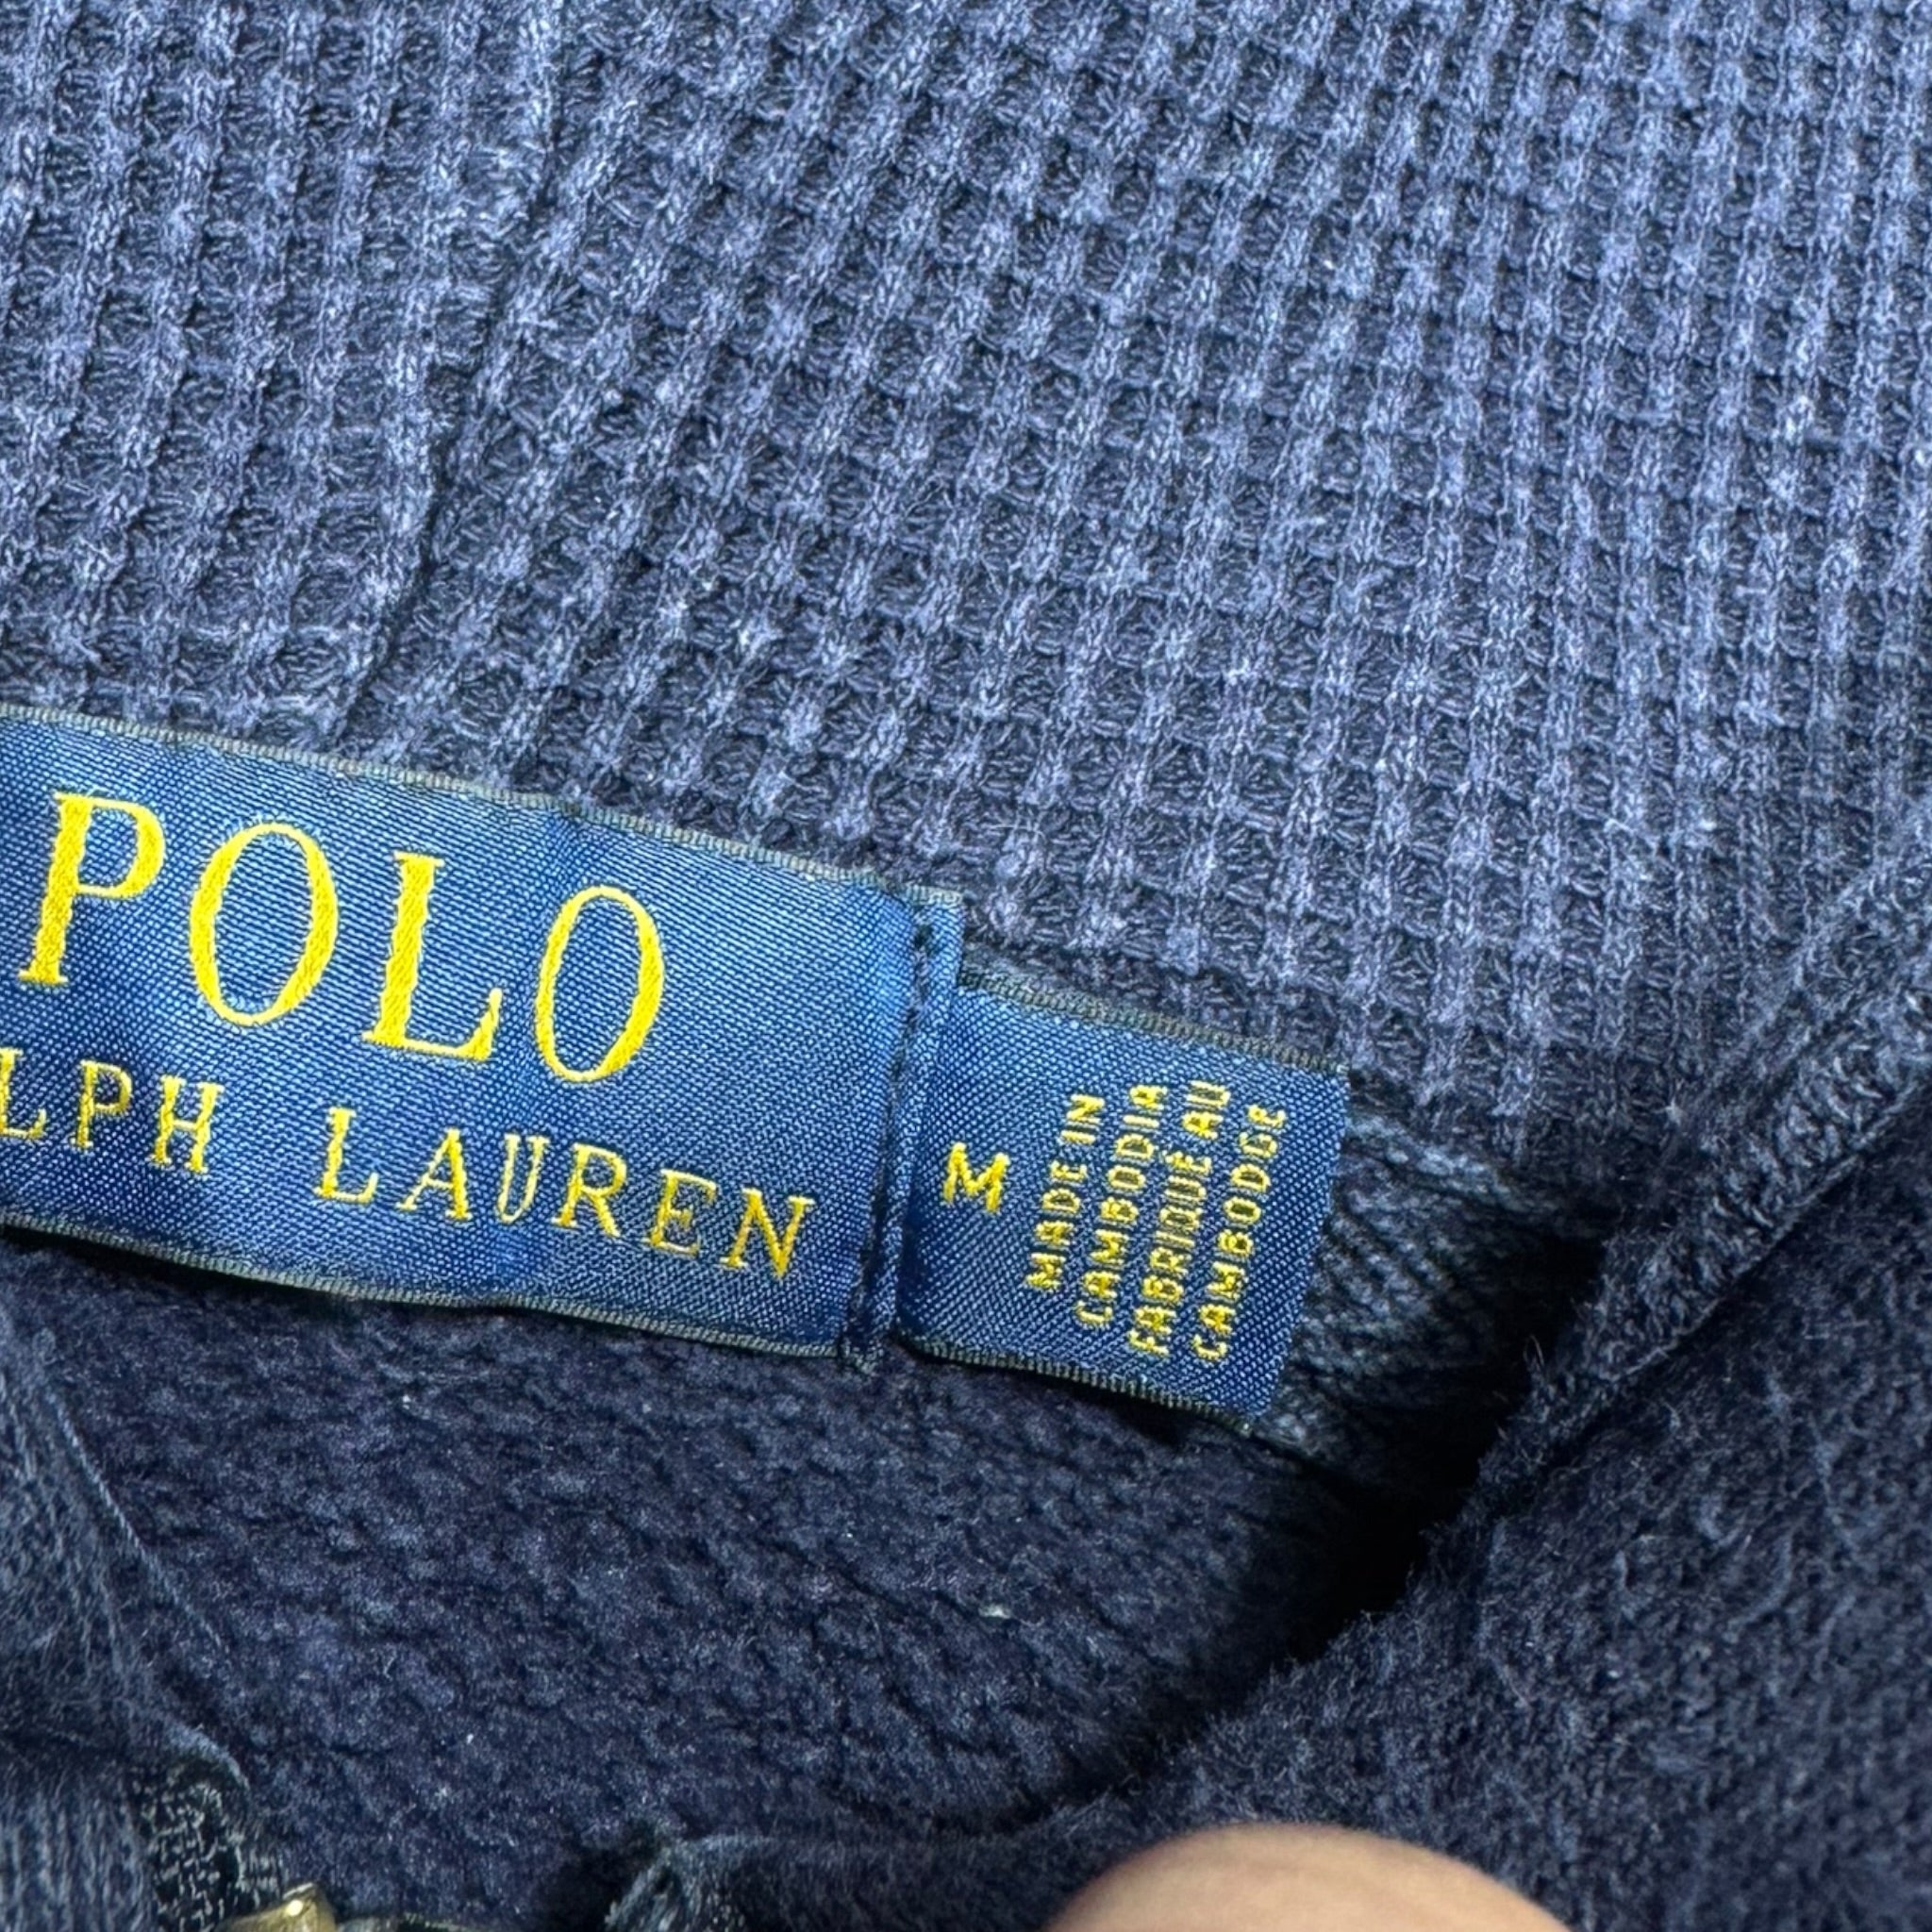 POLO
LPH LAUREN
M
MADE IN
CAMBODIA
FABRIQUÉ AU
CAMBODGE